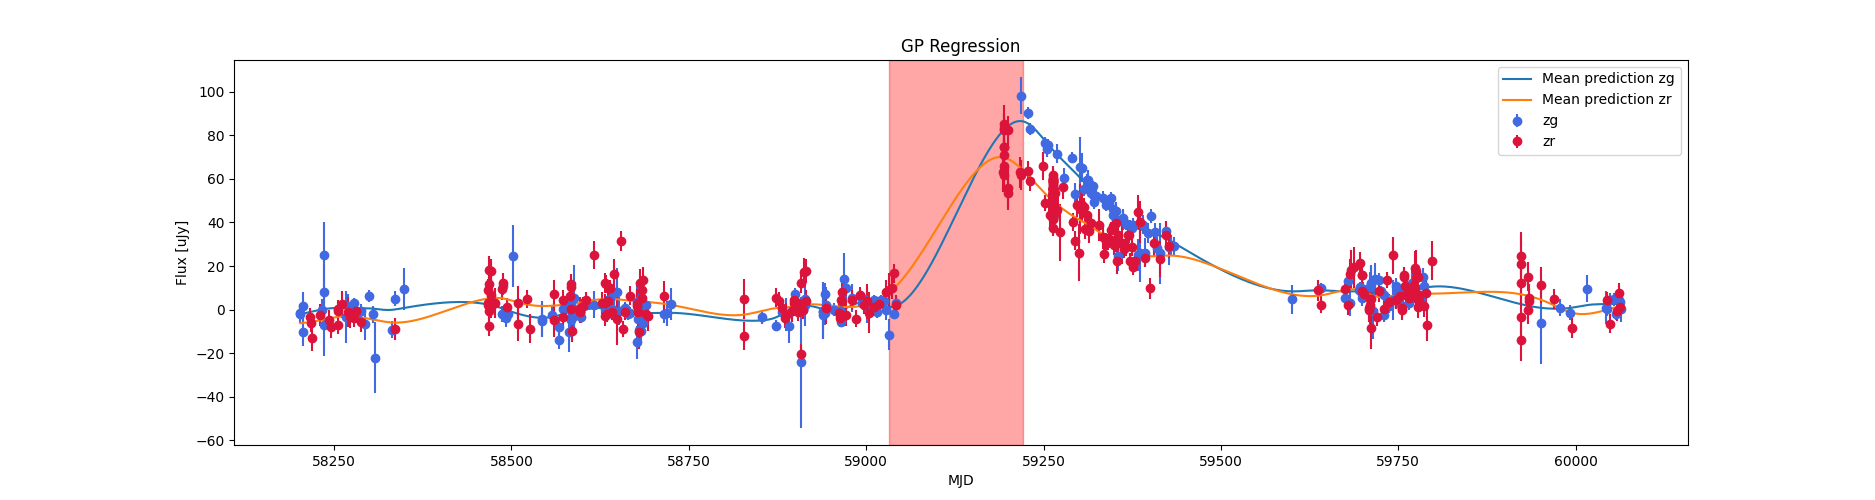 GP Regression
Flux [uJy]
100
80
60
40
20
0
−20
−40
−60
58250
58500
58750
59000
59250
59500
59750
60000
MJD
Mean prediction zg
Mean prediction zr
zg
zr